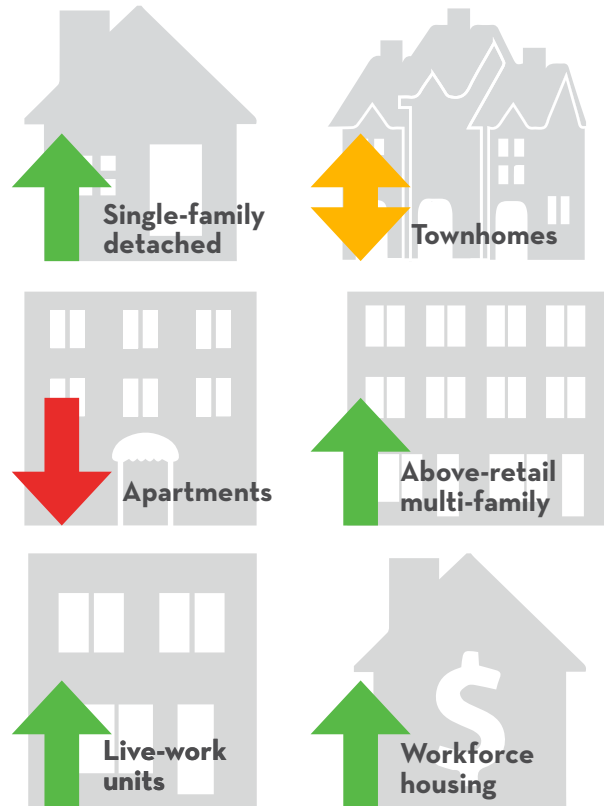 Single-family
detached
Townhomes
Apartments
Above-retail
multi-family
Live-work
units
$
Workforce
housing